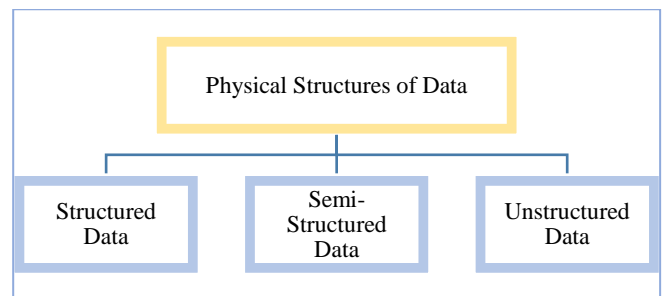 Physical Structures of Data
Structured
Data
Semi-
Structured
Data
Unstructured
Data